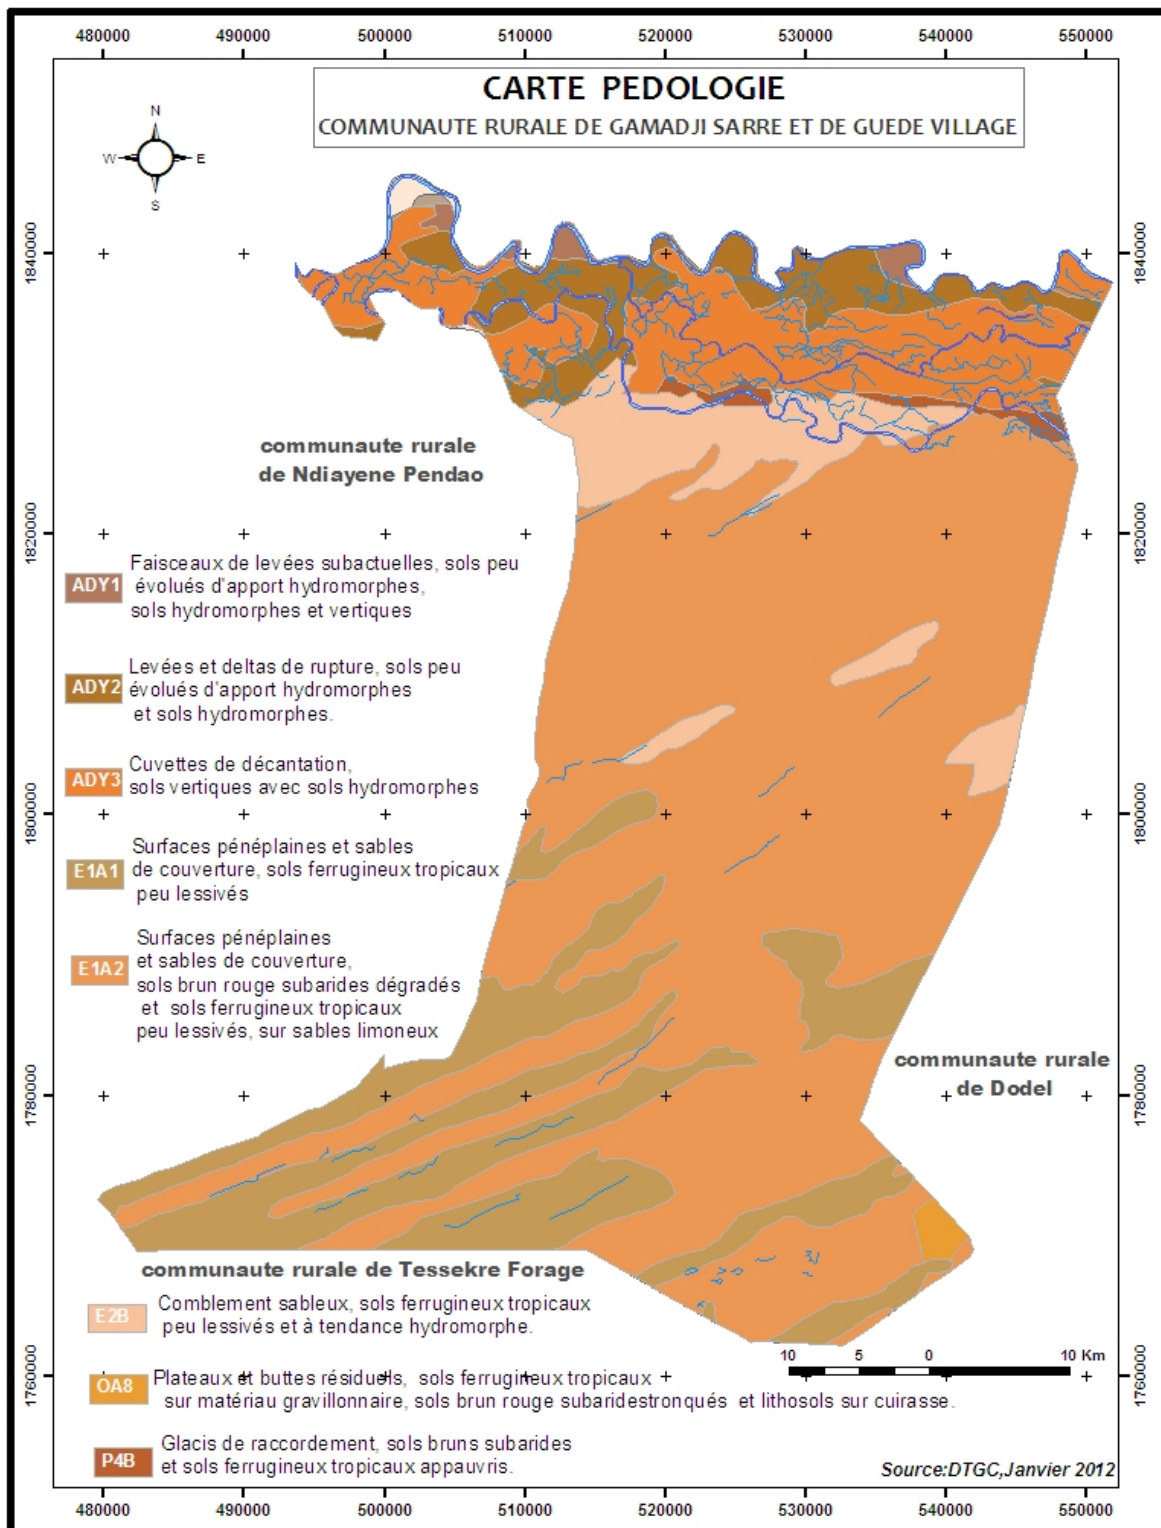 480000 490000 500000 510000 520000 530000 540000 550000
CARTE PEDOLOGIE
COMMUNAUTE RURALE DE GAMADJI SARRE ET DE GUEDE VILLAGE
N
W E
S
1840000 1840000
communaute rurale
de Ndiayene Pendao
1820000 1820000
ADY1
Faisceaux de levées subactuelles, sols peu
évolués d'apport hydromorphes,
sols hydromorphes et vertiques
ADY2
Levées et deltas de rupture, sols peu
évolués d'apport hydromorphes
et sols hydromorphes.
ADY3
Cuvettes de décantation,
sols vertiques avec sols hydromorphes
1800000 1800000
E1A1
Surfaces pénéplaines et sables
de couverture, sols ferrugineux tropicaux
peu lessivés
E1A2
Surfaces pénéplaines
et sables de couverture,
sols brun rouge subarides dégradés
et sols ferrugineux tropicaux
peu lessivés, sur sables limoneux
communaute rurale
de Dodel
1780000 1780000
communaute rurale de Tessekre Forage
E2B
Comblement sableux, sols ferrugineux tropicaux
peu lessivés et à tendance hydromorphe.
10 5 0 10 Km
1760000 1760000
OA8
Plateaux et buttes résiduels, sols ferrugineux tropicaux
sur matériau gravillonnaire, sols brun rouge subaridestronqués et lithosols sur cuirasse.
P4B
Glacis de raccordement, sols bruns subarides
et sols ferrugineux tropicaux appauvris.
Source:DTGC,Janvier 2012
480000 490000 500000 510000 520000 530000 540000 550000